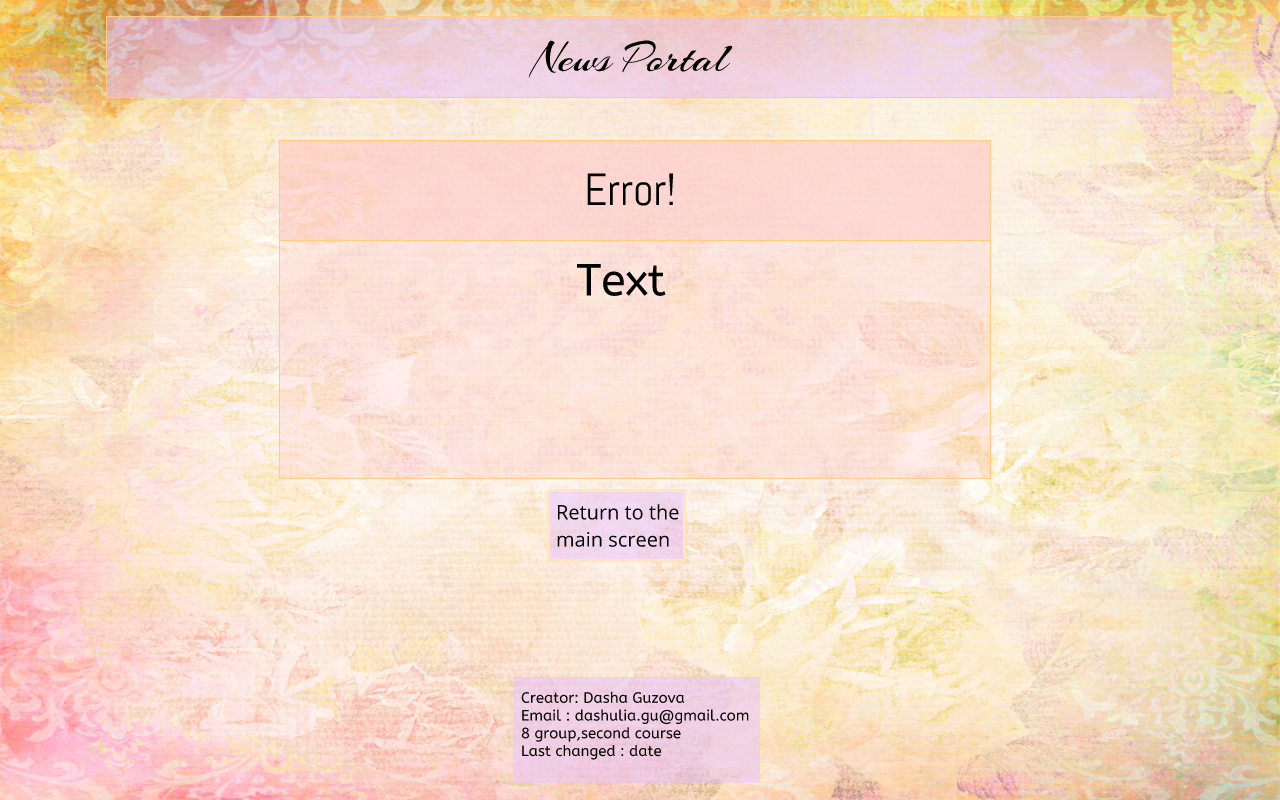 News Portal
Error!
Text
Return to the
main screen
Creator: Dasha Guzova
Email : dashulia.gu@gmail.com
8 group,second course
Last changed : date